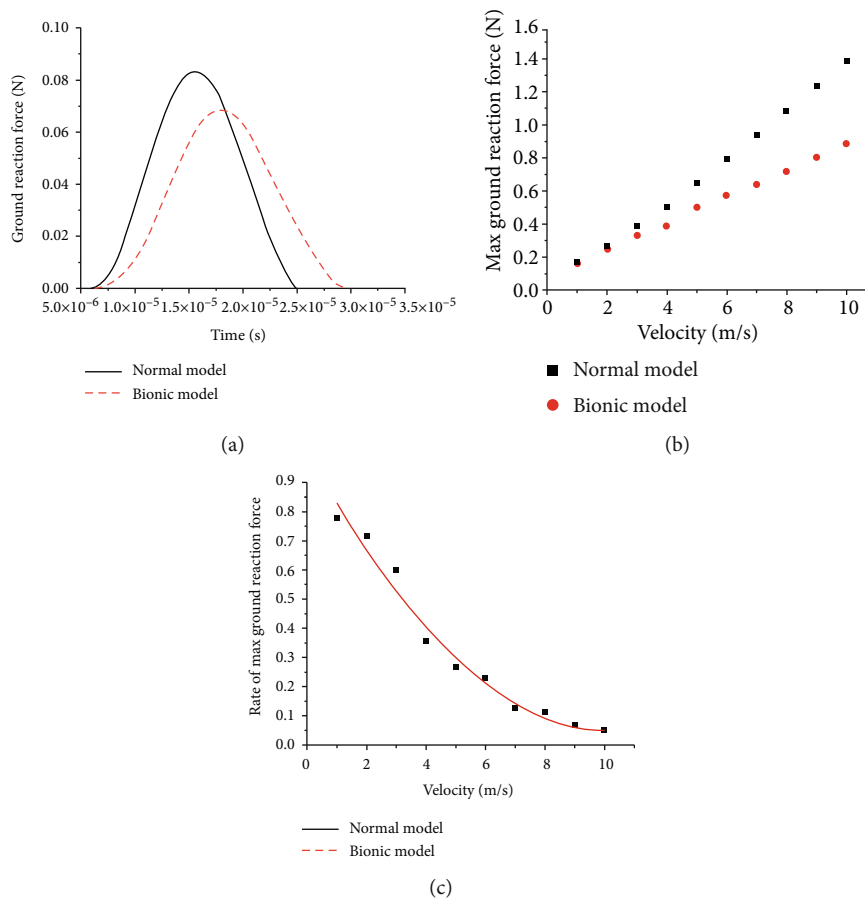 Ground reaction force (N)
0.10
0.08
0.06
0.04
0.02
0.00
5.0×10⁻⁶ 1.0×10⁻⁵ 1.5×10⁻⁵ 2.0×10⁻⁵ 2.5×10⁻⁵ 3.0×10⁻⁵ 3.5×10⁻⁵
Time (s)
Normal model
Bionic model
(a)
Max ground reaction force (N)
1.6
1.4
1.2
1.0
0.8
0.6
0.4
0.2
0.0
0 2 4 6 8 10
Velocity (m/s)
Normal model
Bionic model
(b)
Rate of max ground reaction force
0.9
0.8
0.7
0.6
0.5
0.4
0.3
0.2
0.1
0.0
0 2 4 6 8 10
Velocity (m/s)
Normal model
Bionic model
(c)